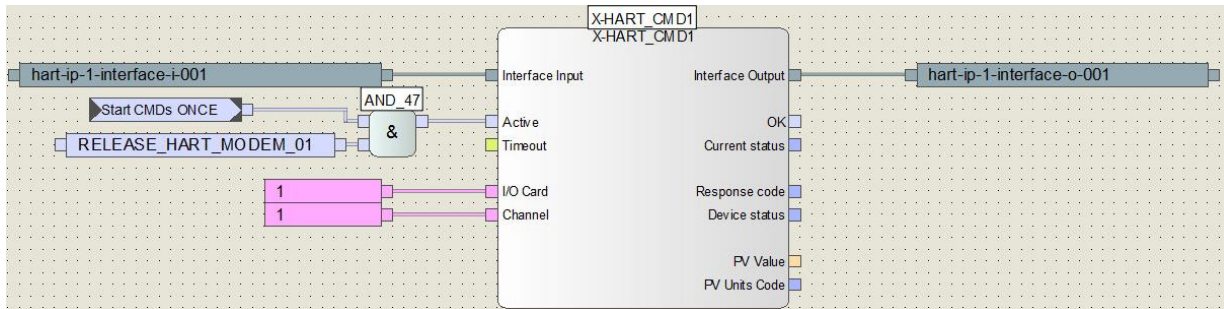 X-HART_CMD1
X-HART_CMD1
hart-ip-1-interface-i-001
Interface Input
Interface Output
hart-ip-1-interface-o-001
Start CMDs ONCE
AND_47
&
Active
OK
RELEASE_HART_MODEM_01
Timeout
Current status
1
I/O Card
Response code
1
Channel
Device status
PV Value
PV Units Code